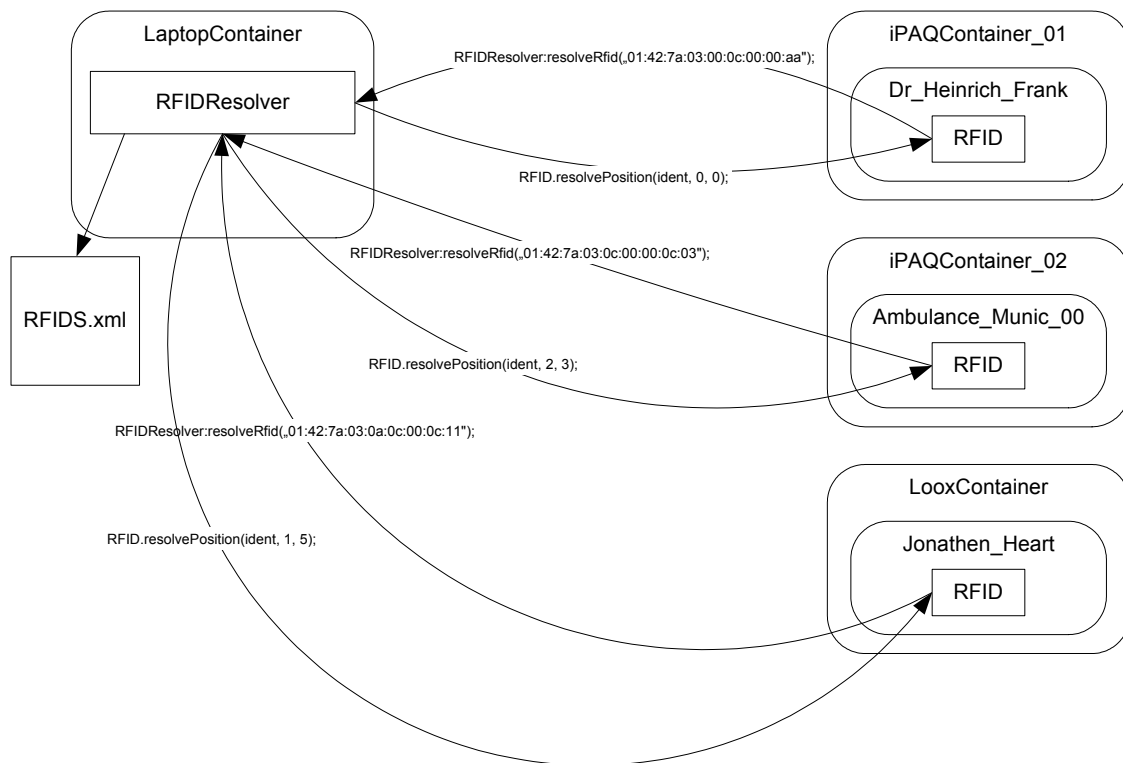 LaptopContainer
RFIDResolver
RFIDS.xml
iPAQContainer_01
Dr_Heinrich_Frank
RFID
RFIDResolver:resolveRfid(„01:42:7a:03:00:0c:00:00:aa");
RFID.resolvePosition(ident, 0, 0);
iPAQContainer_02
Ambulance_Munic_00
RFID
RFIDResolver:resolveRfid(„01:42:7a:03:0c:00:00:0c:03");
RFID.resolvePosition(ident, 2, 3);
LooxContainer
Jonathen_Heart
RFID
RFIDResolver:resolveRfid(„01:42:7a:03:0a:0c:00:0c:11");
RFID.resolvePosition(ident, 1, 5);